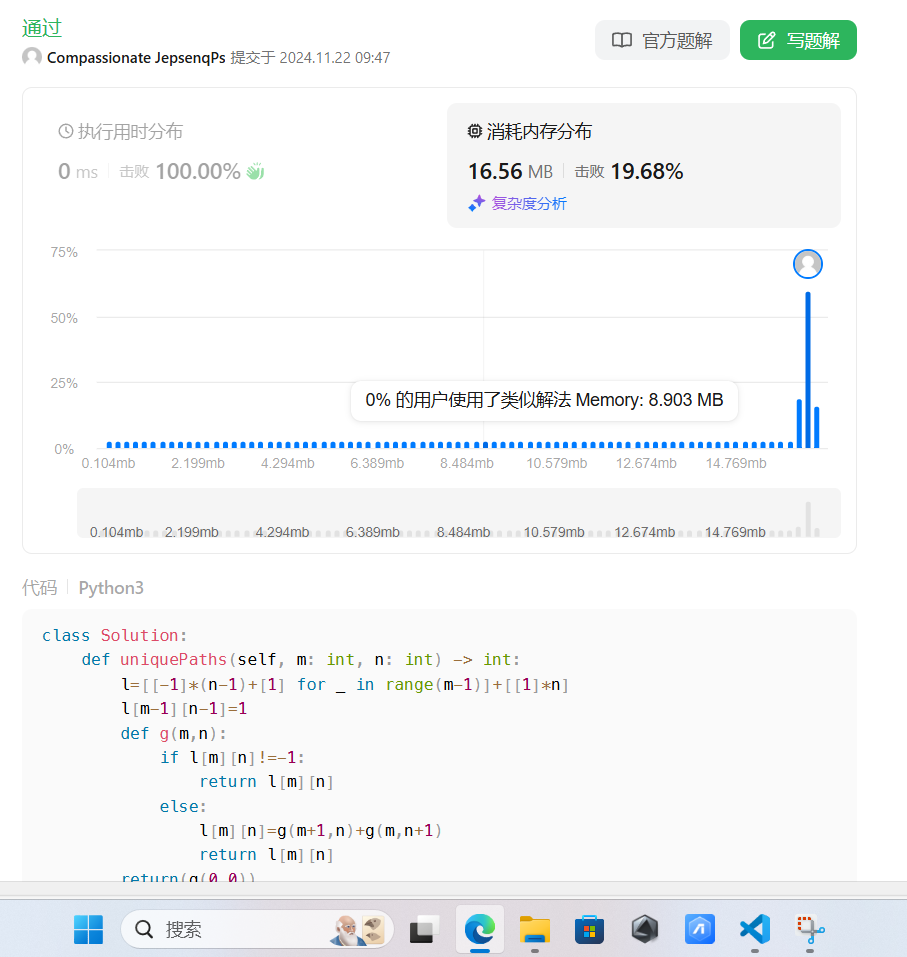 通过
官方题解
写题解
Compassionate JepsenqPs 提交于 2024.11.22 09:47
执行用时分布
0 ms 击败 100.00%
消耗内存分布
16.56 MB 击败 19.68%
复杂度分析
75%
50%
25%
0%
0% 的用户使用了类似解法 Memory: 8.903 MB
0.104mb 2.199mb 4.294mb 6.389mb 8.484mb 10.579mb 12.674mb 14.769mb
0.104mb 2.199mb 4.294mb 6.389mb 8.484mb 10.579mb 12.674mb 14.769mb
代码 Python3
class Solution:
    def uniquePaths(self, m: int, n: int) -> int:
        l=[[-1]*(n-1)+[1] for _ in range(m-1)]+[[1]*n]
        l[m-1][n-1]=1
        def g(m,n):
            if l[m][n]!=-1:
                return l[m][n]
            else:
                l[m][n]=g(m+1,n)+g(m,n+1)
                return l[m][n]
        return(g(0,0))
搜索